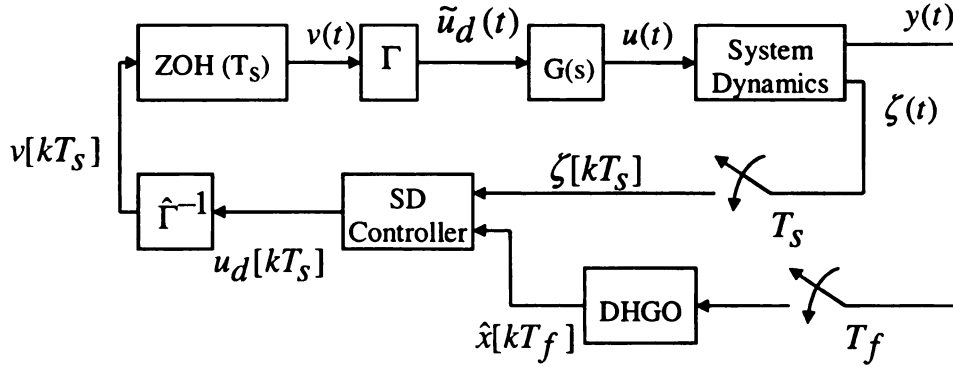 v(t)
ũ_d(t)
u(t)
y(t)
ZOH (T_s)
Γ
G(s)
System
Dynamics
ζ(t)
v[kT_s]
ζ[kT_s]
Γ̂⁻¹
SD
Controller
T_s
u_d[kT_s]
DHGO
x̂[kT_f]
T_f